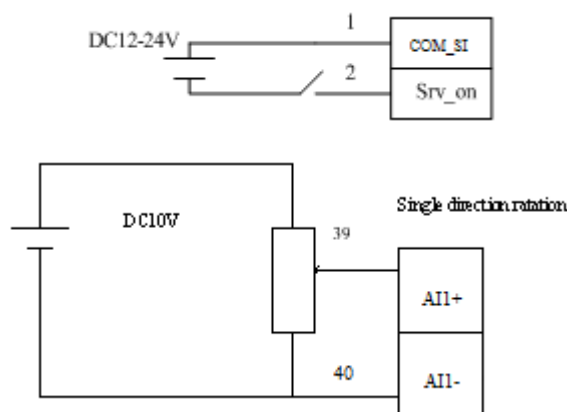 1
DC12-24V
COM_SI
2
Srv_on
Single direction ratation
DC10V
39
AI1+
40
AI1-